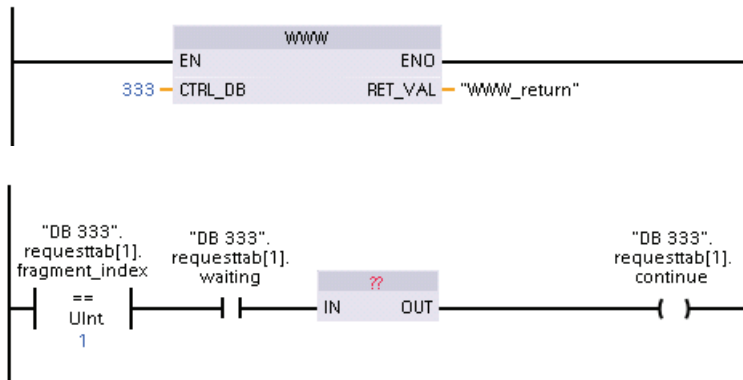 WWW
EN ENO
333 CTRL_DB RET_VAL "WWW_return"
"DB 333".
requesttab[1].
fragment_index
==
UInt
1
"DB 333".
requesttab[1].
waiting
??
IN OUT
"DB 333".
requesttab[1].
continue